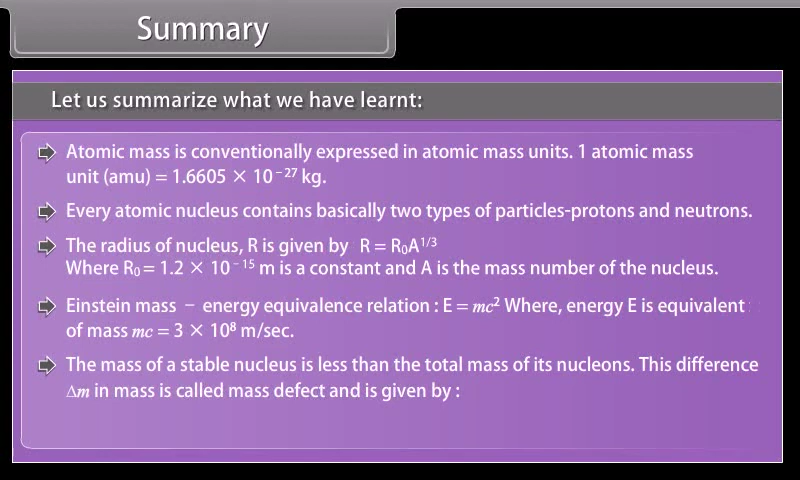 Summary
Let us summarize what we have learnt:
Atomic mass is conventionally expressed in atomic mass units. 1 atomic mass
unit (amu) = 1.6605 × 10⁻²⁷ kg.
Every atomic nucleus contains basically two types of particles-protons and neutrons.
The radius of nucleus, R is given by R = R₀A¹/³
Where R₀ = 1.2 × 10⁻¹⁵ m is a constant and A is the mass number of the nucleus.
Einstein mass − energy equivalence relation : E = mc² Where, energy E is equivalent
of mass mc = 3 × 10⁸ m/sec.
The mass of a stable nucleus is less than the total mass of its nucleons. This difference
Δm in mass is called mass defect and is given by :